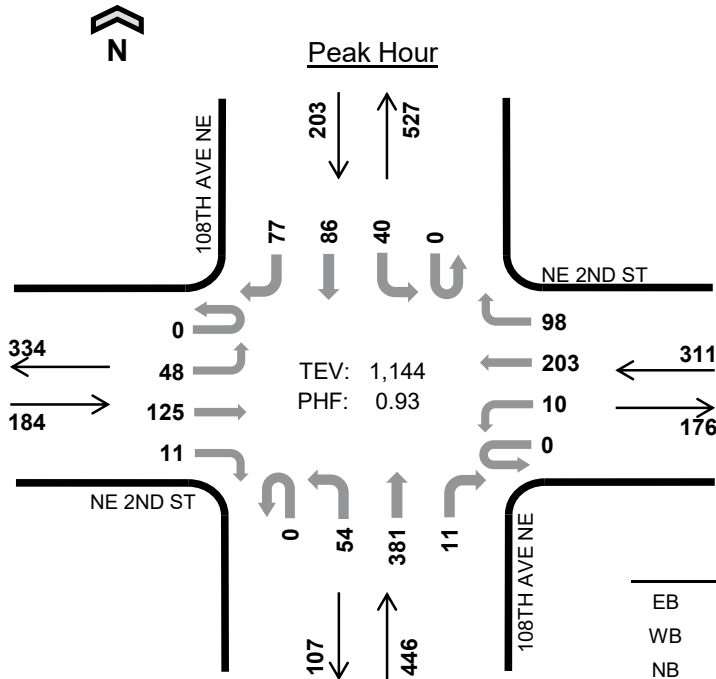 N
Peak Hour
203
527
108TH AVE NE
77
86
40
0
NE 2ND ST
0
98
334
48
TEV: 1,144
203
311
184
125
PHF: 0.93
10
176
11
0
NE 2ND ST
0
54
381
11
108TH AVE NE
107
446
EB
WB
NB